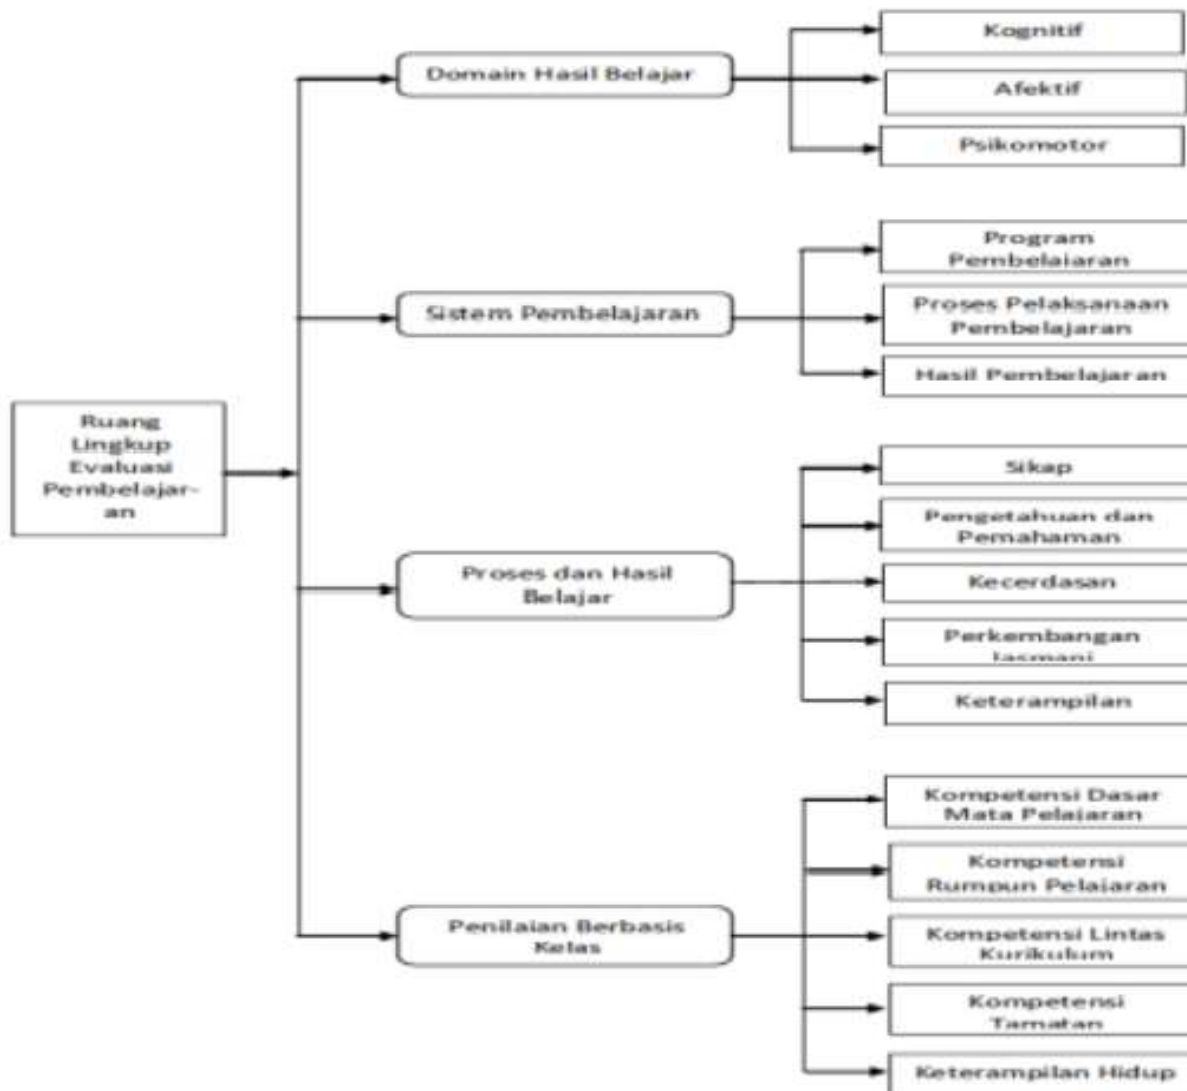 Ruang
Lingkup
Evaluasi
Pembelajar-
an
Domain Hasil Belajar
Kognitif
Afektif
Psikomotor
Sistem Pembelajaran
Program
Pembelajaran
Proses Pelaksanaan
Pembelajaran
Hasil Pembelajaran
Proses dan Hasil
Belajar
Sikap
Pengetahuan dan
Pemahaman
Kecerdasan
Perkembangan
Jasmani
Keterampilan
Penilaian Berbasis
Kelas
Kompetensi Dasar
Mata Pelajaran
Kompetensi
Rumpun Pelajaran
Kompetensi Lintas
Kurikulum
Kompetensi
Tamatan
Keterampilan Hidup